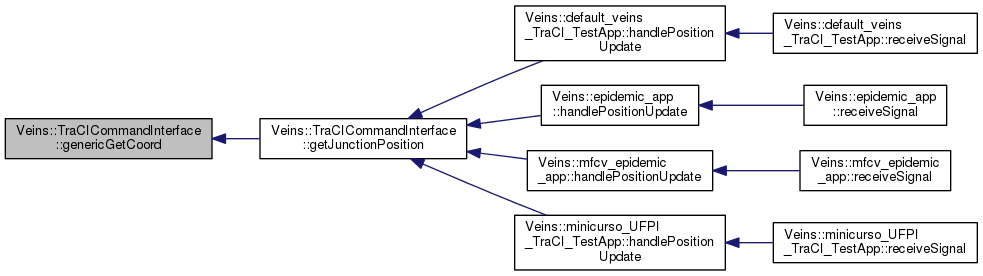 Veins::TraCICommandInterface
::genericGetCoord
Veins::TraCICommandInterface
::getJunctionPosition
Veins::default_veins
_TraCI_TestApp::handlePosition
Update
Veins::default_veins
_TraCI_TestApp::receiveSignal
Veins::epidemic_app
::handlePositionUpdate
Veins::epidemic_app
::receiveSignal
Veins::mfcv_epidemic
_app::handlePositionUpdate
Veins::mfcv_epidemic
_app::receiveSignal
Veins::minicurso_UFPI
_TraCI_TestApp::handlePosition
Update
Veins::minicurso_UFPI
_TraCI_TestApp::receiveSignal